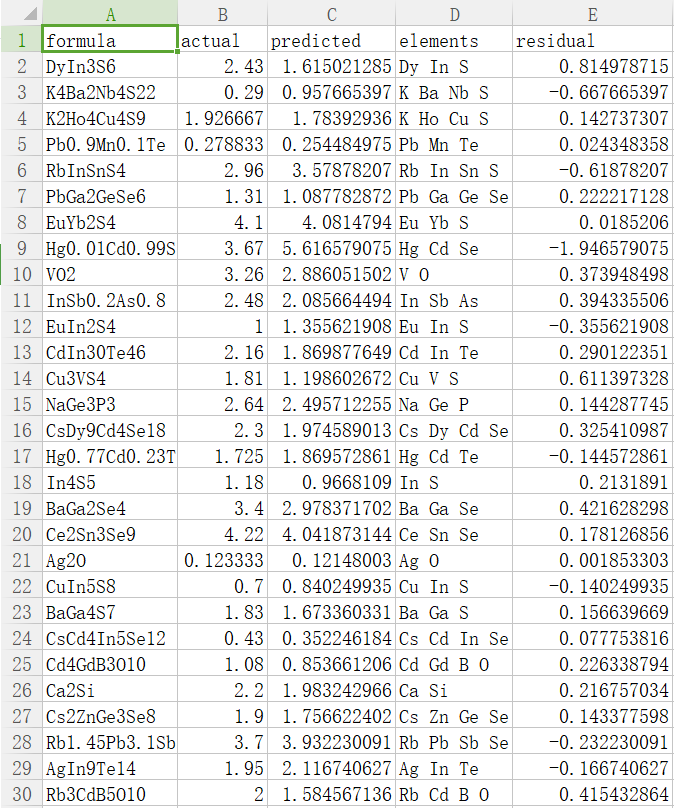 A B C D E
1 formula actual predicted elements residual
2 DyIn3S6 2.43 1.615021285 Dy In S 0.814978715
3 K4Ba2Nb4S22 0.29 0.957665397 K Ba Nb S -0.667665397
4 K2Ho4Cu4S9 1.926667 1.78392936 K Ho Cu S 0.142737307
5 Pb0.9Mn0.1Te 0.278833 0.254484975 Pb Mn Te 0.024348358
6 RbInSnS4 2.96 3.57878207 Rb In Sn S -0.61878207
7 PbGa2GeSe6 1.31 1.087782872 Pb Ga Ge Se 0.222217128
8 EuYb2S4 4.1 4.0814794 Eu Yb S 0.0185206
9 Hg0.01Cd0.99S 3.67 5.616579075 Hg Cd Se -1.946579075
10 VO2 3.26 2.886051502 V O 0.373948498
11 InSb0.2As0.8 2.48 2.085664494 In Sb As 0.394335506
12 EuIn2S4 1 1.355621908 Eu In S -0.355621908
13 CdIn30Te46 2.16 1.869877649 Cd In Te 0.290122351
14 Cu3VS4 1.81 1.198602672 Cu V S 0.611397328
15 NaGe3P3 2.64 2.495712255 Na Ge P 0.144287745
16 CsDy9Cd4Se18 2.3 1.974589013 Cs Dy Cd Se 0.325410987
17 Hg0.77Cd0.23T 1.725 1.869572861 Hg Cd Te -0.144572861
18 In4S5 1.18 0.9668109 In S 0.2131891
19 BaGa2Se4 3.4 2.978371702 Ba Ga Se 0.421628298
20 Ce2Sn3Se9 4.22 4.041873144 Ce Sn Se 0.178126856
21 Ag2O 0.123333 0.12148003 Ag O 0.001853303
22 CuIn5S8 0.7 0.840249935 Cu In S -0.140249935
23 BaGa4S7 1.83 1.673360331 Ba Ga S 0.156639669
24 CsCd4In5Se12 0.43 0.352246184 Cs Cd In Se 0.077753816
25 Cd4GdB3O10 1.08 0.853661206 Cd Gd B O 0.226338794
26 Ca2Si 2.2 1.983242966 Ca Si 0.216757034
27 Cs2ZnGe3Se8 1.9 1.756622402 Cs Zn Ge Se 0.143377598
28 Rb1.45Pb3.1Sb 3.7 3.932230091 Rb Pb Sb Se -0.232230091
29 AgIn9Te14 1.95 2.116740627 Ag In Te -0.166740627
30 Rb3CdB5O10 2 1.584567136 Rb Cd B O 0.415432864